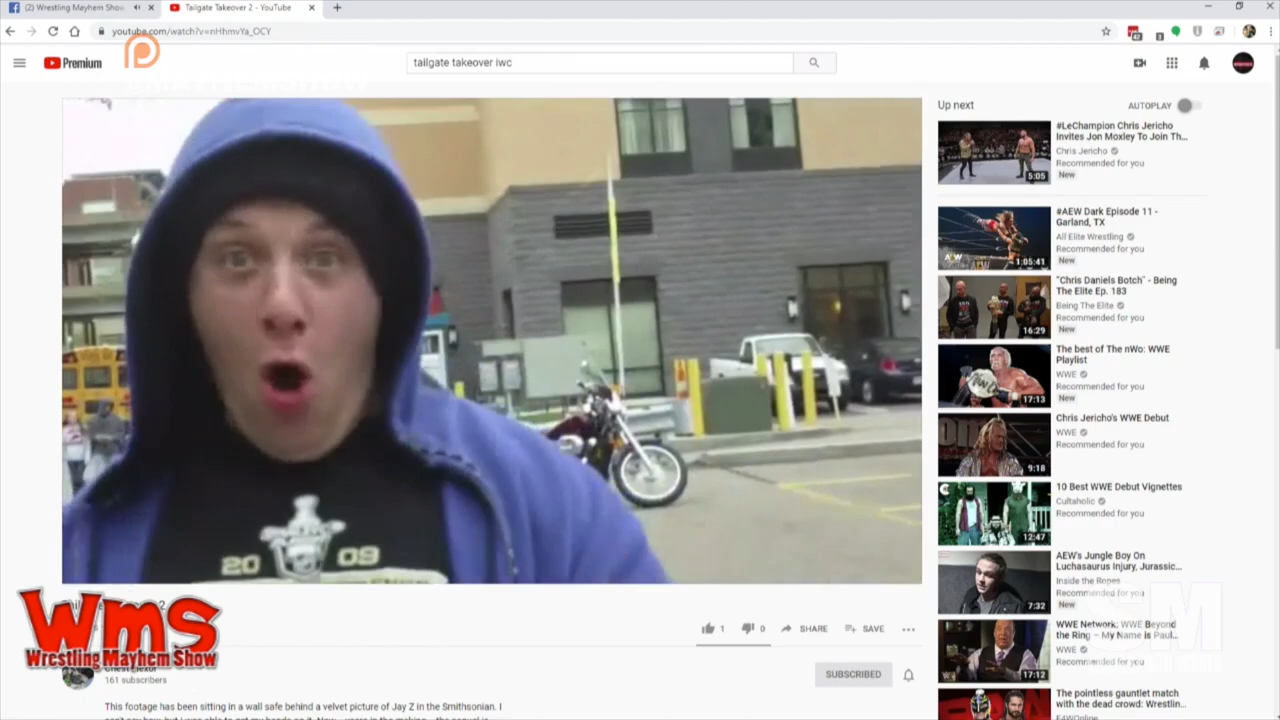 (2) Wrestling Mayhem Show
Tailgate Takeover 2 - YouTube
youtube.com/watch?v=nHhmvYa_OCY
Premium
tailgate takeover iwc
Up next
AUTOPLAY
#LeChampion Chris Jericho
Invites Jon Moxley To Join Th...
Chris Jericho
Recommended for you
New
5:05
#AEW Dark Episode 11 -
Garland, TX
All Elite Wrestling
Recommended for you
New
1:05:41
"Chris Daniels Botch" - Being
The Elite Ep. 183
Being The Elite
Recommended for you
New
16:29
The best of The nWo: WWE
Playlist
WWE
Recommended for you
New
17:13
Chris Jericho's WWE Debut
WWE
Recommended for you
9:18
10 Best WWE Debut Vignettes
Cultaholic
Recommended for you
12:47
AEW's Jungle Boy On
Luchasaurus Injury, Jurassic...
Inside the Ropes
Recommended for you
New
7:32
WWE Network: WWE Beyond
the Ring – My Name is Paul...
WWE
Recommended for you
17:12
The pointless gauntlet match
with the dead crowd: Wrestlin...
20 09
1
0
SHARE
SAVE
161 subscribers
SUBSCRIBED
This footage has been sitting in a wall safe behind a velvet picture of Jay Z in the Smithsonian. I
WMS
Wrestling Mayhem Show